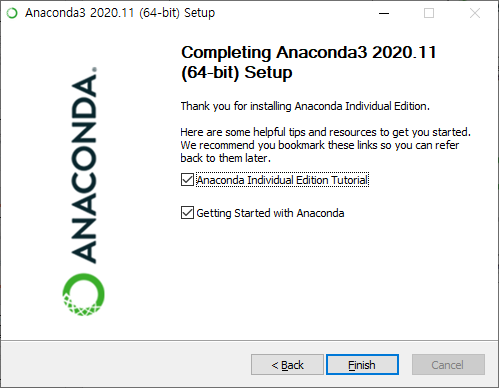 Anaconda3 2020.11 (64-bit) Setup
Completing Anaconda3 2020.11
(64-bit) Setup
Thank you for installing Anaconda Individual Edition.
Here are some helpful tips and resources to get you started.
We recommend you bookmark these links so you can refer
back to them later.
Anaconda Individual Edition Tutorial
Getting Started with Anaconda
ANACONDA.
< Back
Finish
Cancel